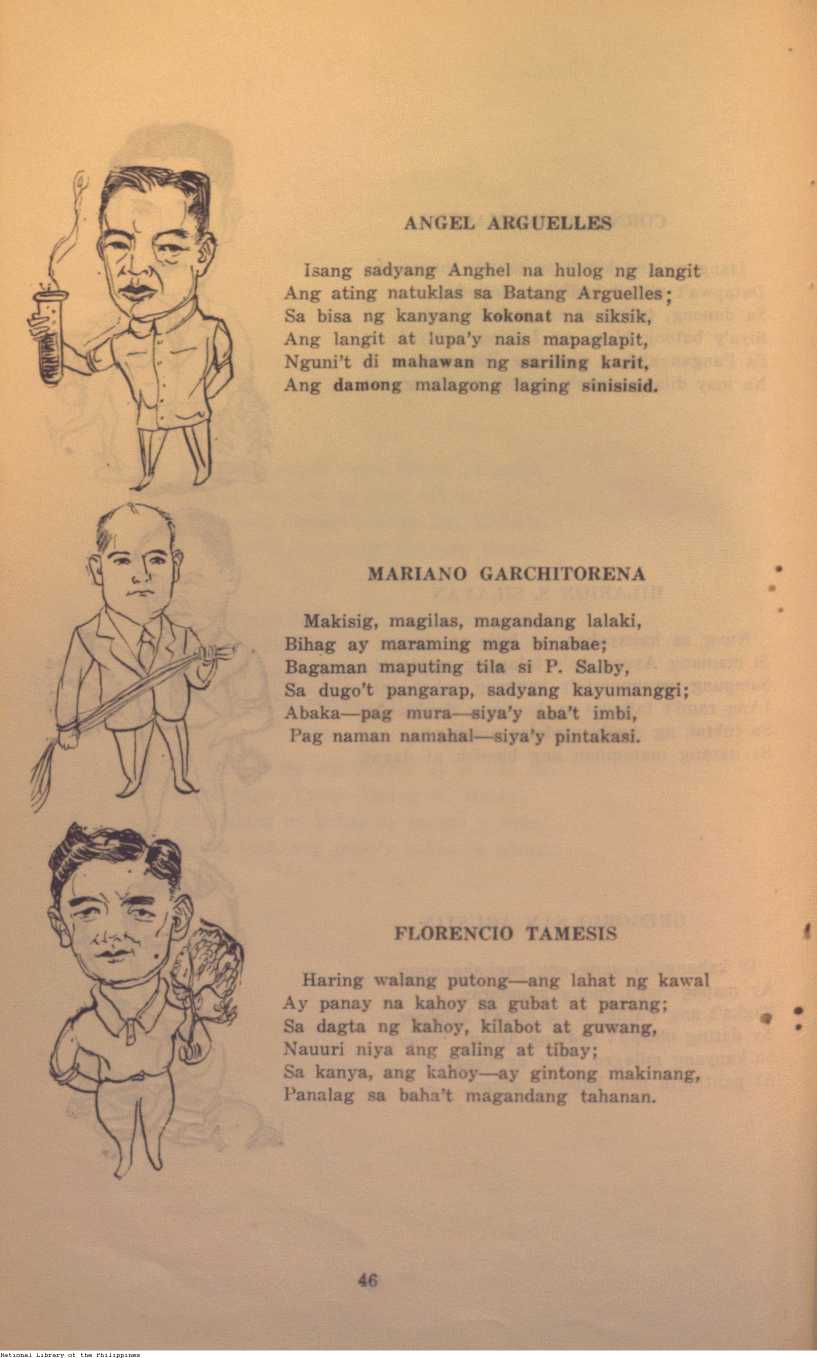 ANGEL ARGUELLES
Isang sadyang Anghel na hulog ng langit
Ang ating natuklas sa Batang Arguelles;
Sa bisa ng kanyang kokonat na siksik,
Ang langit at lupa'y nais mapaglapit,
Nguni't di mahawan ng sariling karit,
Ang damong malagong laging sinisisid.
MARIANO GARCHITORENA
Makisig, magilas, magandang lalaki,
Bihag ay maraming mga binabae;
Bagaman maputing tila si P. Salby,
Sa dugo't pangarap, sadyang kayumanggi;
Abaka—pag mura—siya'y aba't imbi,
Pag naman namahal—siya'y pintakasi.
FLORENCIO TAMESIS
Haring walang putong—ang lahat ng kawal
Ay panay na kahoy sa gubat at parang;
Sa dagta ng kahoy, kilabot at guwang,
Nauuri niya ang galing at tibay;
Sa kanya, ang kahoy—ay gintong makinang,
Panalag sa baha't magandang tahanan.
46
National Library of the Philippines